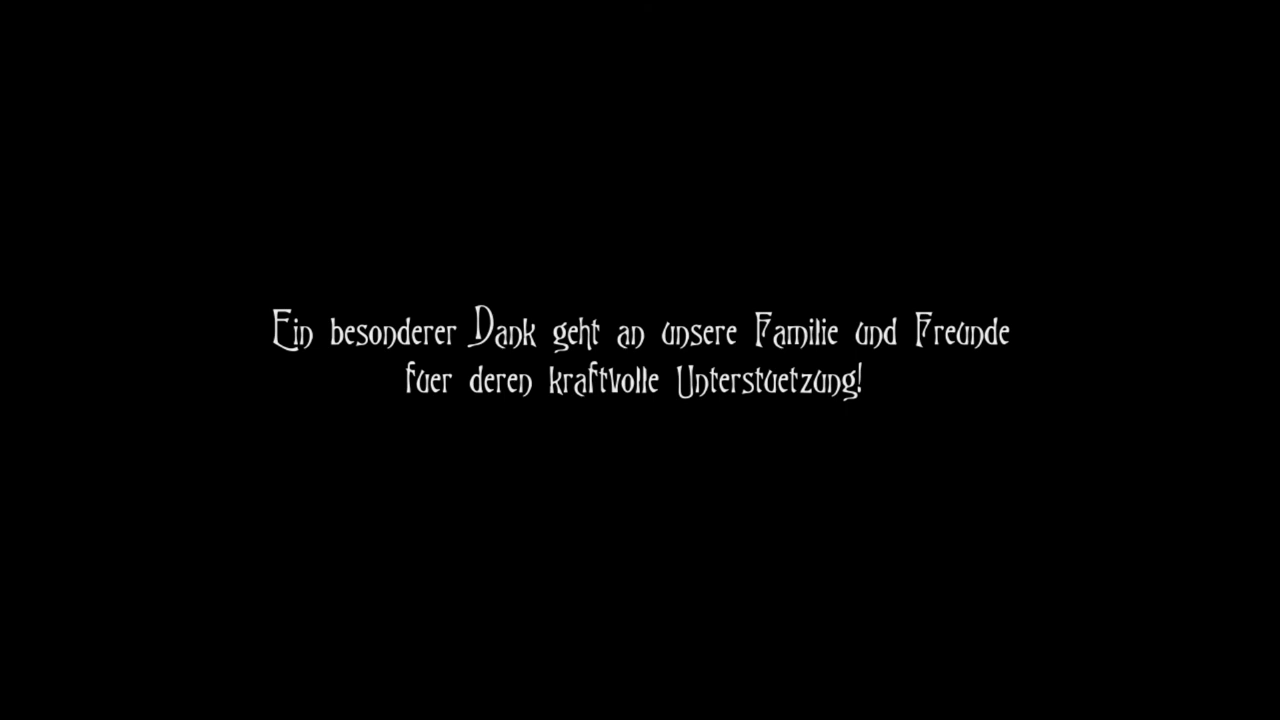 Ein besonderer Dank geht an unsere Familie und Freunde
fuer deren kraftvolle Unterstuetzung!